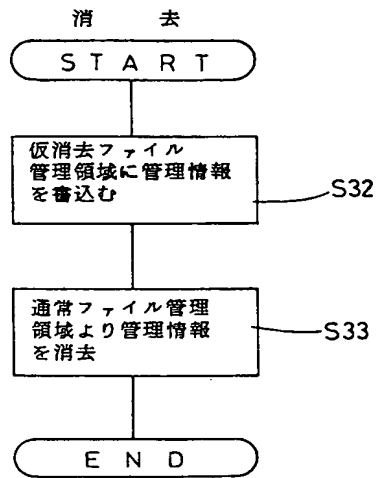 消 去
START
仮消去ファイル
管理領域に管理情報
を書込む
S32
通常ファイル管理
領域より管理情報
を消去
S33
END